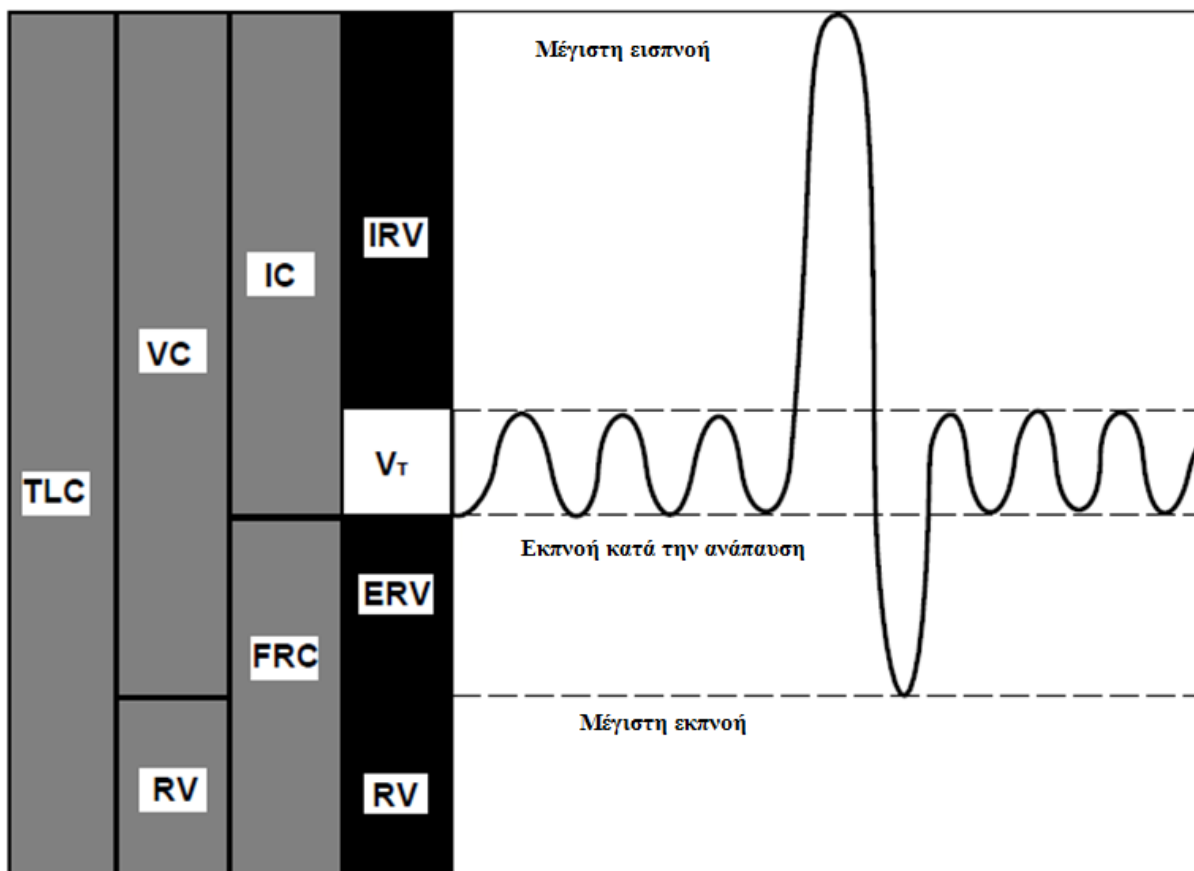 Μέγιστη εισπνοή
IRV
IC
VC
VT
TLC
Εκπνοή κατά την ανάπαυση
ERV
FRC
Μέγιστη εκπνοή
RV
RV